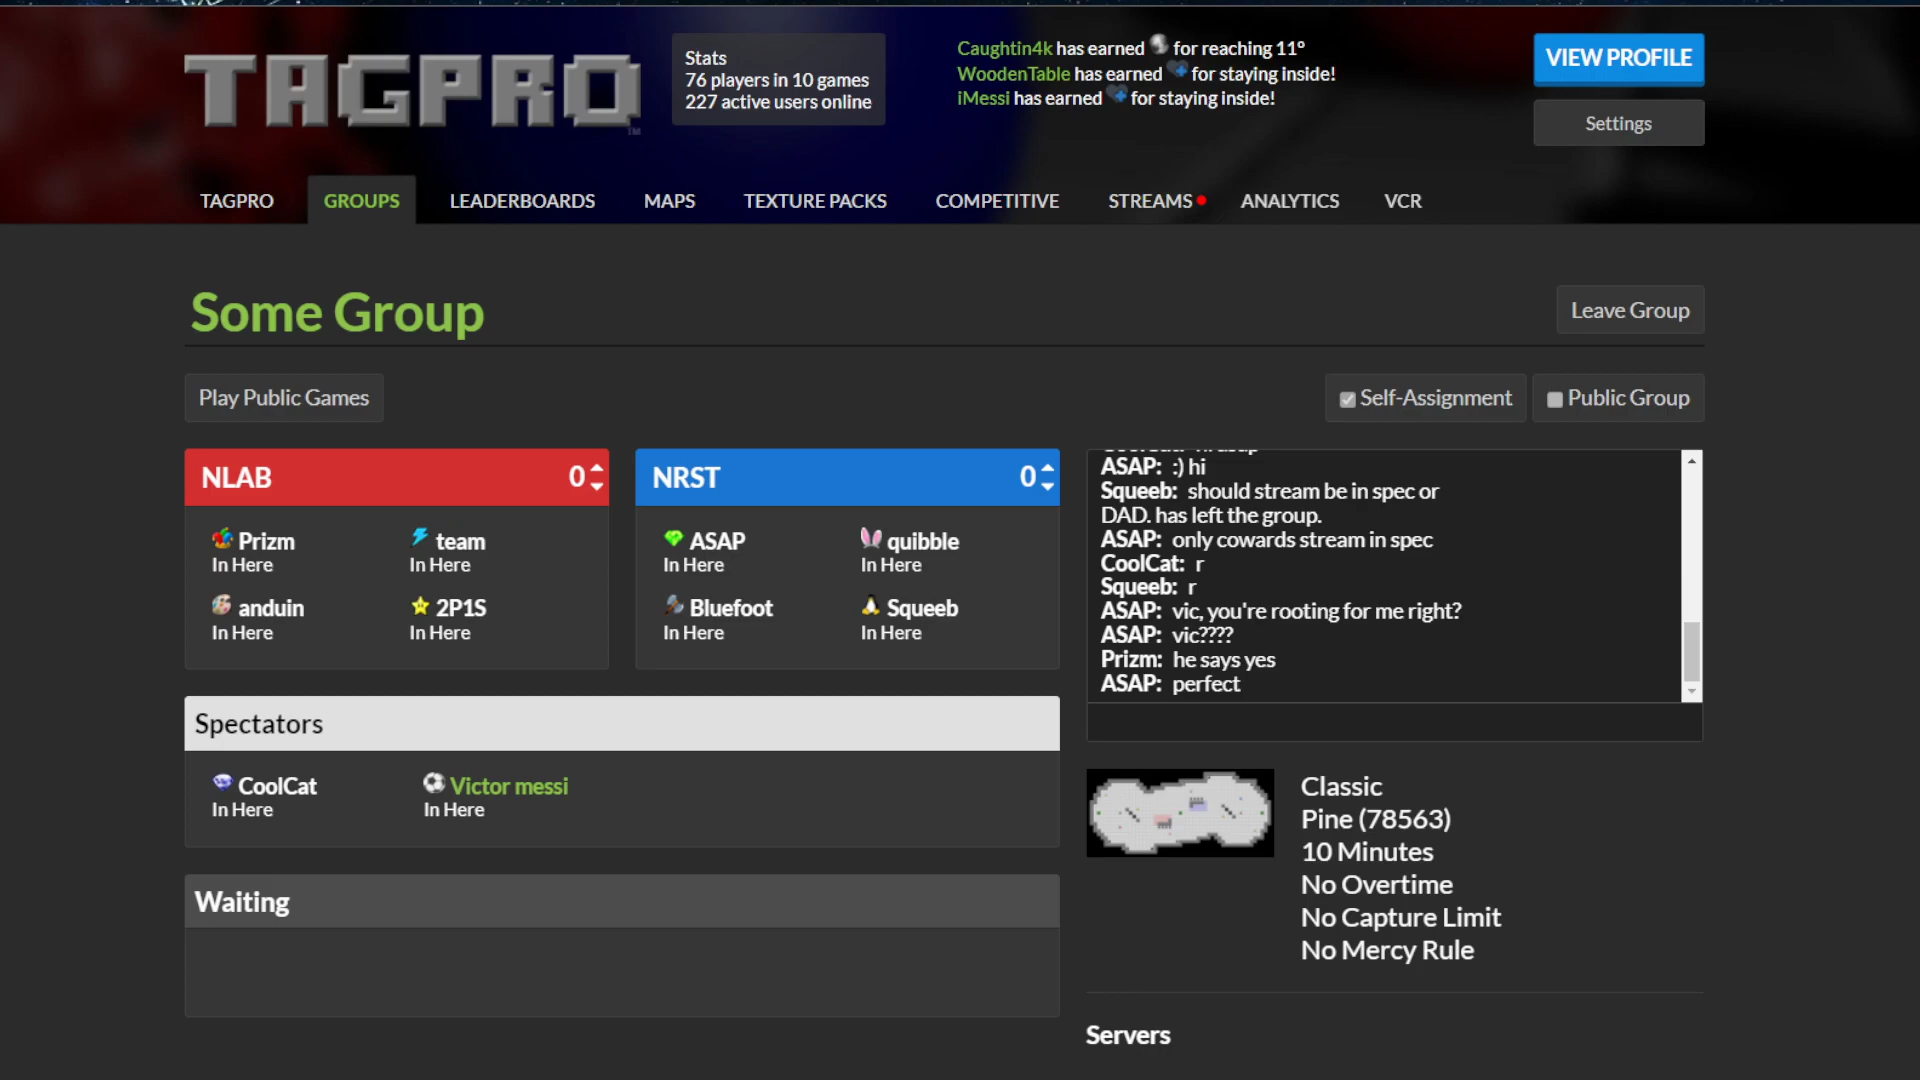 TAGPRO
TM
Stats
76 players in 10 games
227 active users online
Caughtin4k has earned for reaching 11°
WoodenTable has earned for staying inside!
iMessi has earned for staying inside!
VIEW PROFILE
Settings
TAGPRO GROUPS LEADERBOARDS MAPS TEXTURE PACKS COMPETITIVE STREAMS ANALYTICS VCR
Some Group
Leave Group
Play Public Games
Self-Assignment
Public Group
NLAB 0
Prizm team
In Here In Here
anduin 2P1S
In Here In Here
NRST 0
ASAP quibble
In Here In Here
Bluefoot Squeeb
In Here In Here
ASAP: :) hi
Squeeb: should stream be in spec or
DAD. has left the group.
ASAP: only cowards stream in spec
CoolCat: r
Squeeb: r
ASAP: vic, you're rooting for me right?
ASAP: vic????
Prizm: he says yes
ASAP: perfect
Spectators
CoolCat Victor messi
In Here In Here
Waiting
Classic
Pine (78563)
10 Minutes
No Overtime
No Capture Limit
No Mercy Rule
Servers